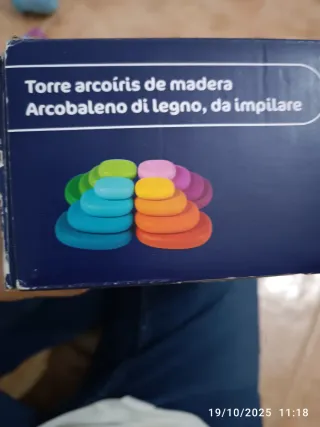 Torre arcoíris de madera
Arcobaleno di legno, da impilare
19/10/2025 11:18